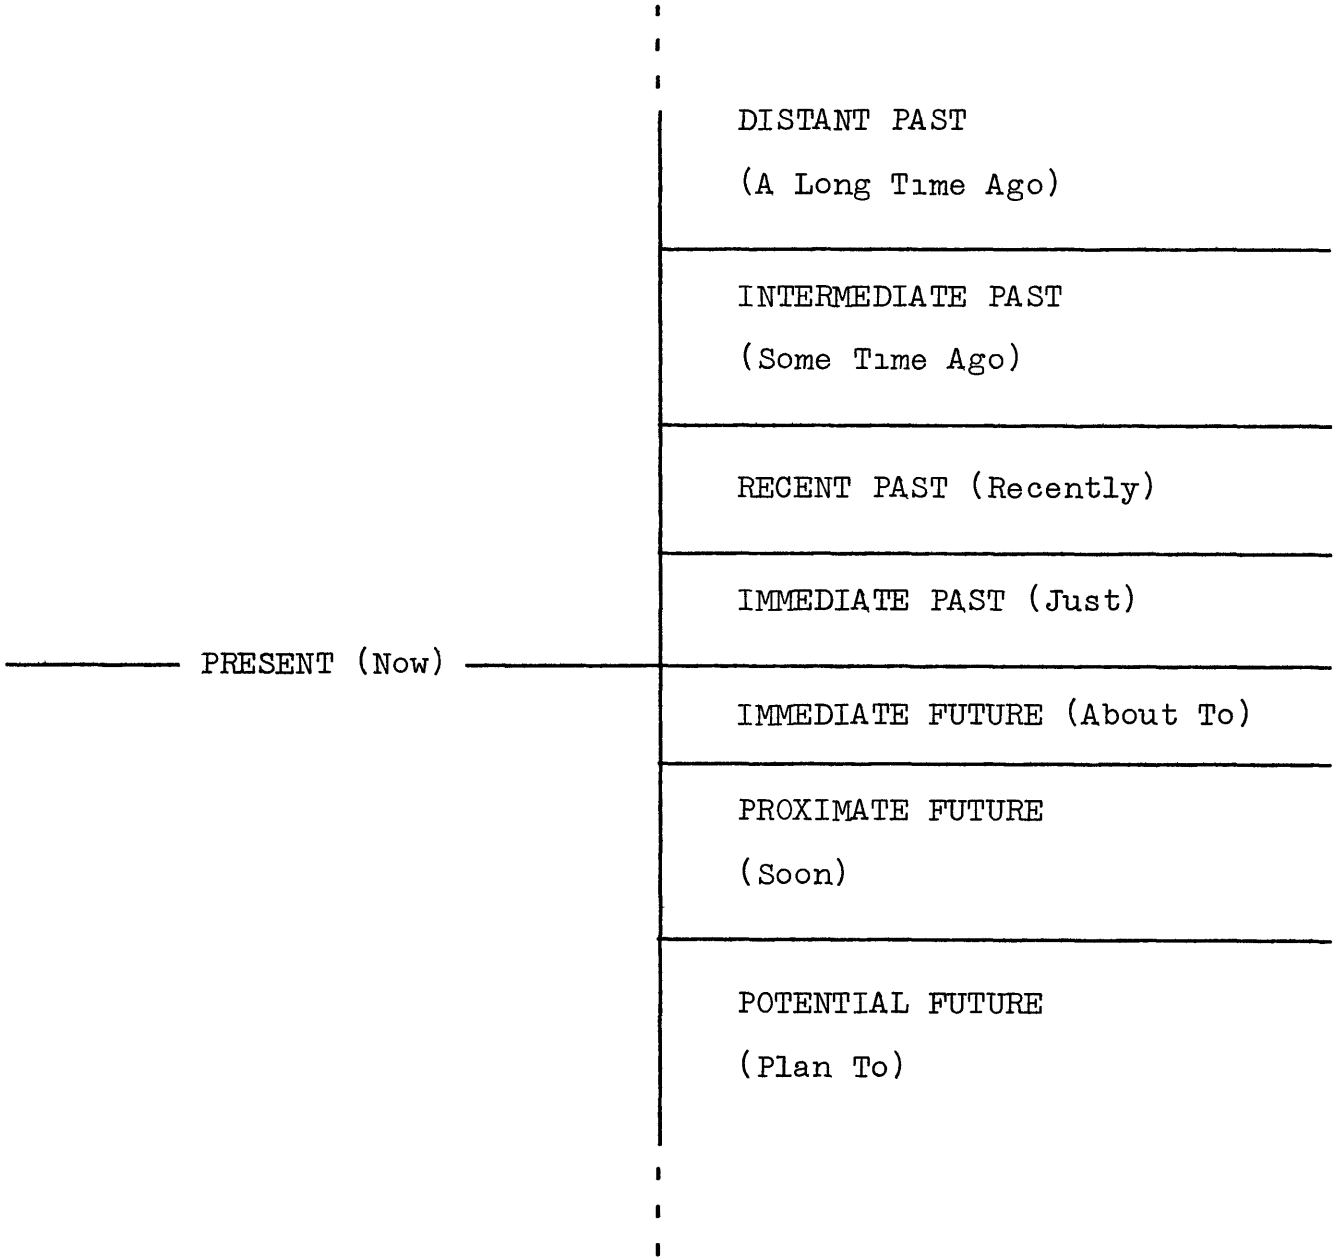 DISTANT PAST
(A Long Time Ago)
INTERMEDIATE PAST
(Some Time Ago)
RECENT PAST (Recently)
IMMEDIATE PAST (Just)
PRESENT (Now)
IMMEDIATE FUTURE (About To)
PROXIMATE FUTURE
(Soon)
POTENTIAL FUTURE
(Plan To)